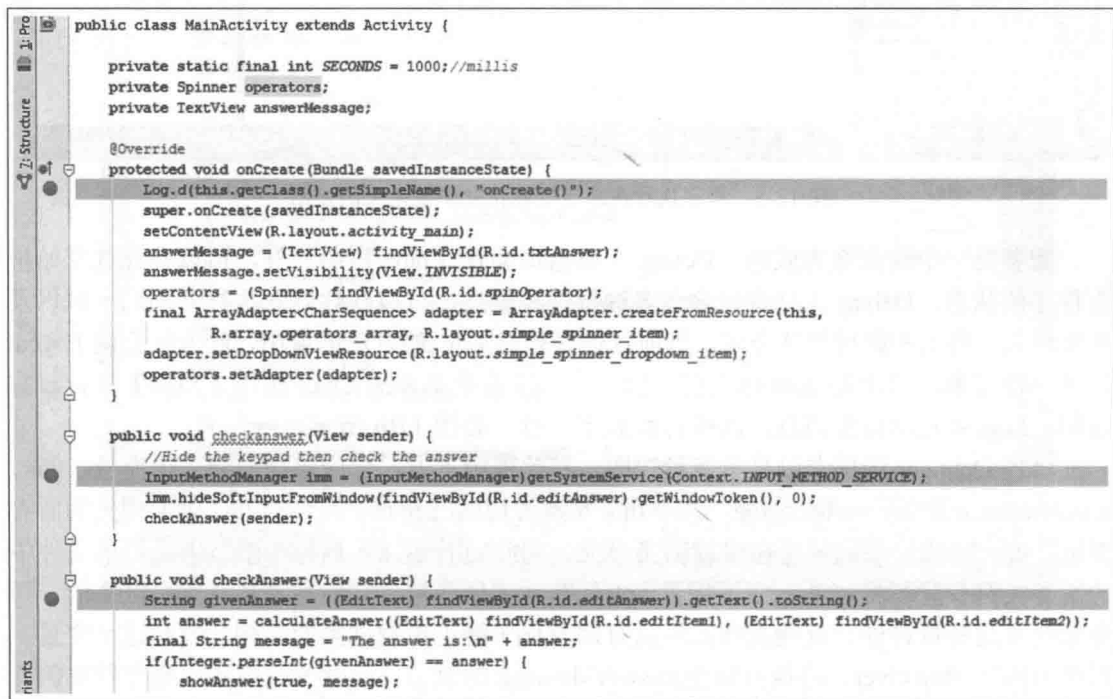 1: Pro
7: Structure
riants
public class MainActivity extends Activity {
private static final int SECONDS = 1000;//millis
private Spinner operators;
private TextView answerMessage;
@Override
protected void onCreate(Bundle savedInstanceState) {
Log.d(this.getClass().getSimpleName(), "onCreate()");
super.onCreate(savedInstanceState);
setContentView(R.layout.activity_main);
answerMessage = (TextView) findViewById(R.id.txtAnswer);
answerMessage.setVisibility(View.INVISIBLE);
operators = (Spinner) findViewById(R.id.spinOperator);
final ArrayAdapter<CharSequence> adapter = ArrayAdapter.createFromResource(this,
R.array.operators_array, R.layout.simple_spinner_item);
adapter.setDropDownViewResource(R.layout.simple_spinner_dropdown_item);
operators.setAdapter(adapter);
}
public void checkanswer(View sender) {
//Hide the keypad then check the answer
InputMethodManager imm = (InputMethodManager)getSystemService(Context.INPUT_METHOD_SERVICE);
imm.hideSoftInputFromWindow(findViewById(R.id.editAnswer).getWindowToken(), 0);
checkAnswer(sender);
}
public void checkAnswer(View sender) {
String givenAnswer = ((EditText) findViewById(R.id.editAnswer)).getText().toString();
int answer = calculateAnswer((EditText) findViewById(R.id.editItem1), (EditText) findViewById(R.id.editItem2));
final String message = "The answer is:\n" + answer;
if(Integer.parseInt(givenAnswer) == answer) {
showAnswer(true, message);